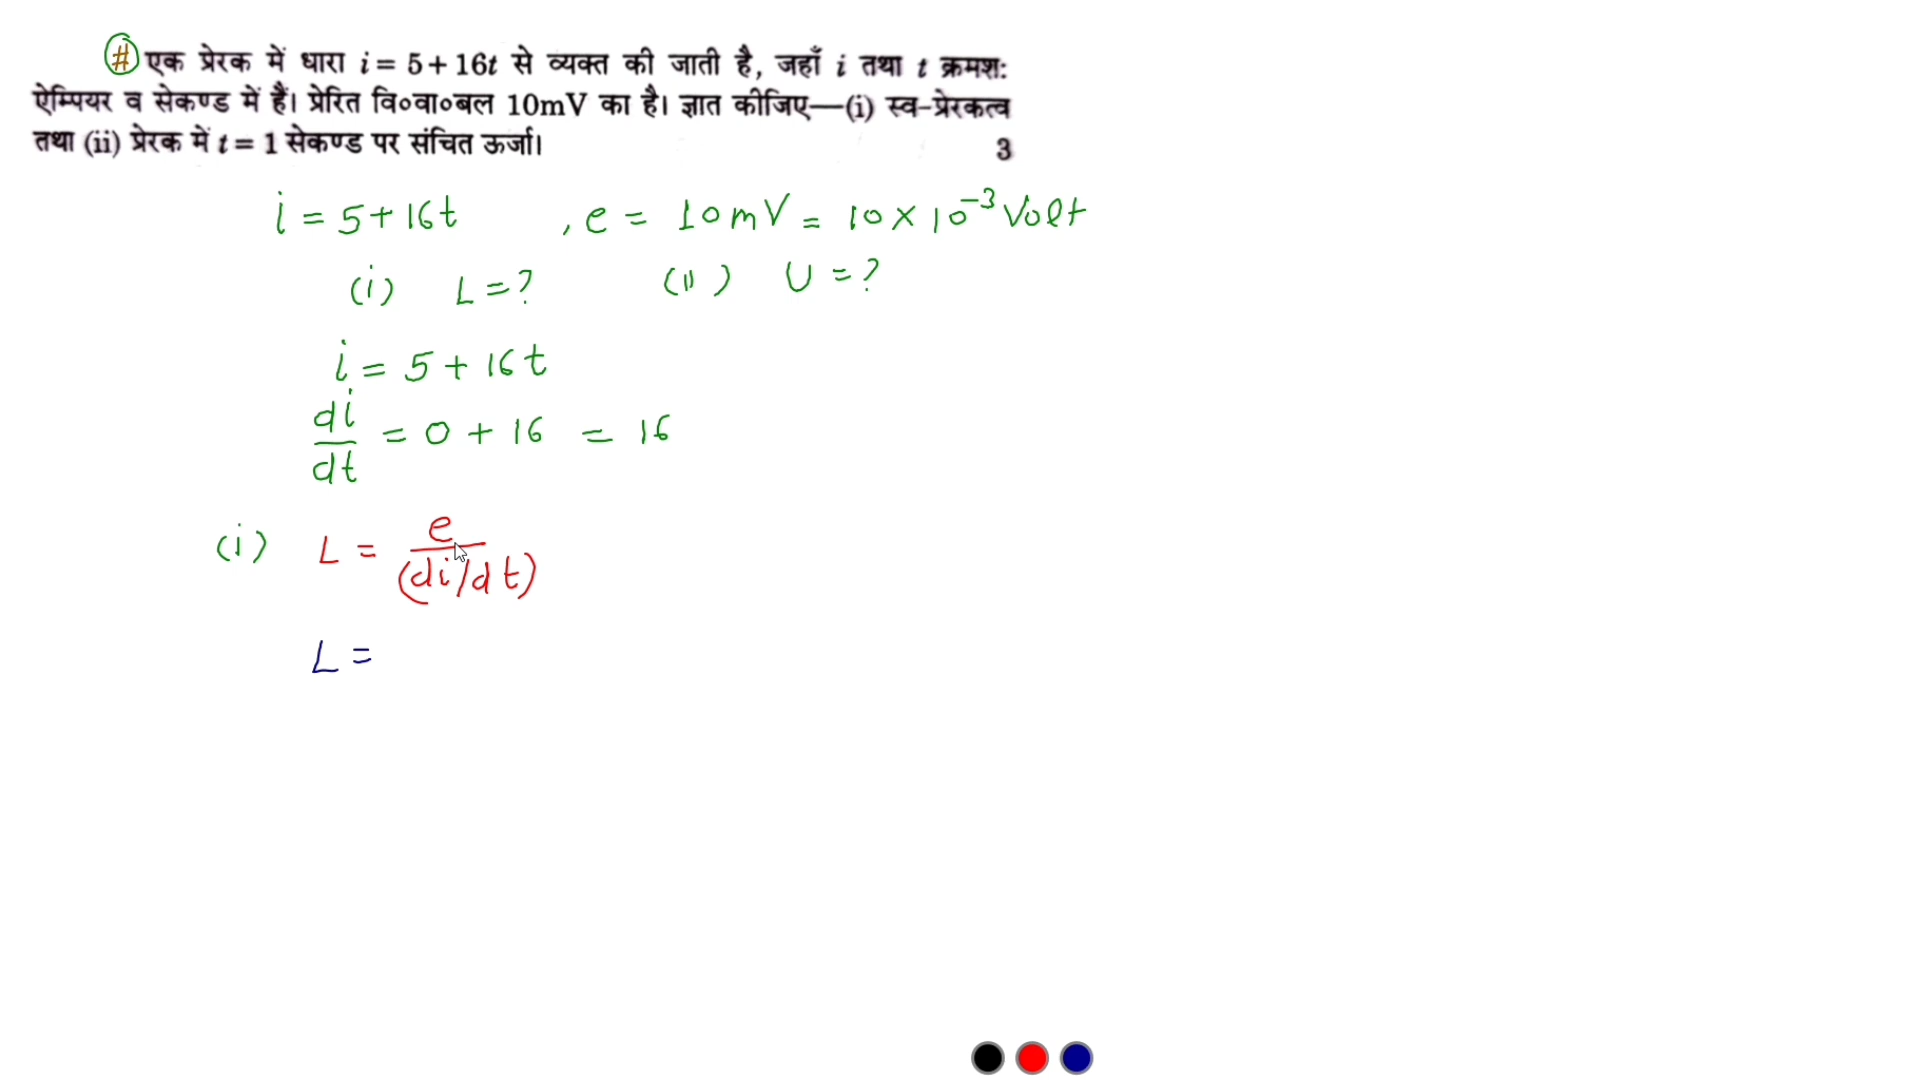 # एक प्रेरक में धारा i = 5 + 16t से व्यक्त की जाती है, जहाँ i तथा t क्रमशः
ऐम्पियर व सेकण्ड में हैं। प्रेरित वि०वा०बल 10mV का है। ज्ञात कीजिए—(i) स्व-प्रेरकत्व
तथा (ii) प्रेरक में t = 1 सेकण्ड पर संचित ऊर्जा। 3
i = 5 + 16t , e = 10mV = 10 × 10⁻³ Volt
(i) L = ? (ii) U = ?
i = 5 + 16t
di/dt = 0 + 16 = 16
(i) L = e/(di/dt)
L =